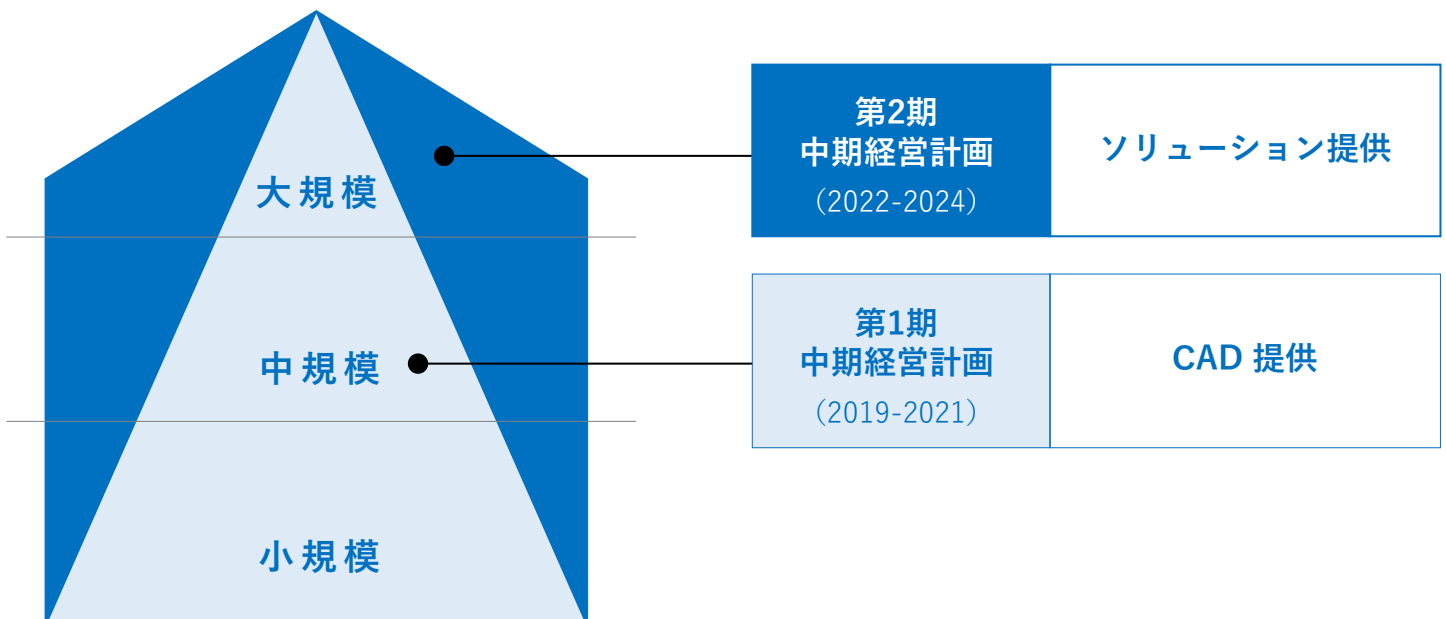 大規模
中規模
小規模
第2期
中期経営計画
（2022-2024）
ソリューション提供
第1期
中期経営計画
（2019-2021）
CAD 提供